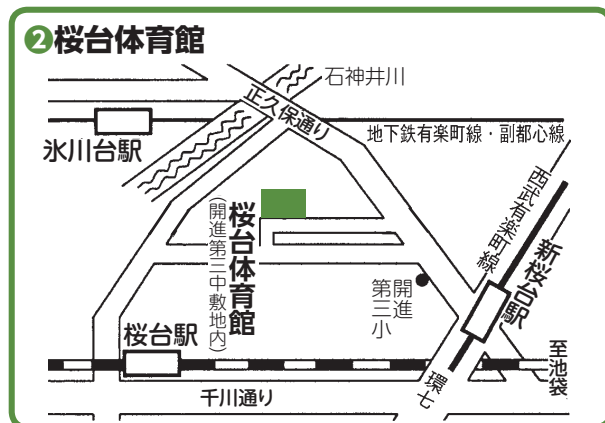 ❷桜台体育館
石神井川
正久保通り
地下鉄有楽町線・副都心線
氷川台駅
西武有楽町線
新桜台駅
桜台体育館
(開進第三中敷地内)
開進
第三小
桜台駅
至池袋
環七
千川通り